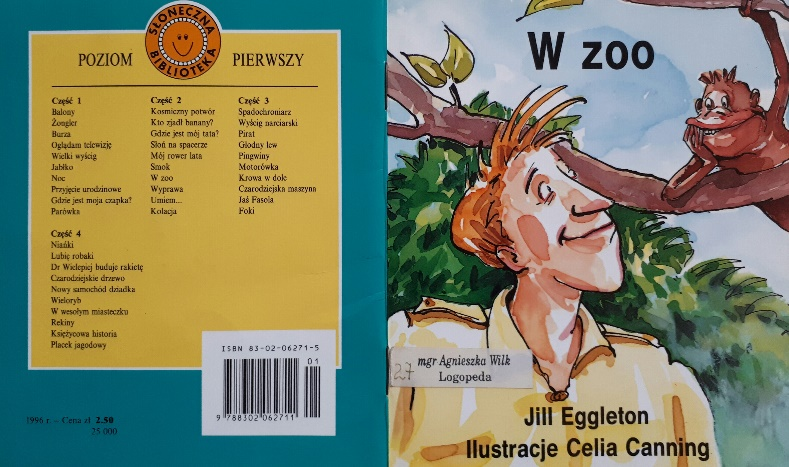 SŁONECZNA
BIBLIOTEKA
POZIOM PIERWSZY
Część 1
Balony
Żongler
Burza
Oglądam telewizję
Wielki wyścig
Jabłko
Noc
Przyjęcie urodzinowe
Gdzie jest moja czapka?
Parówka
Część 2
Kosmiczny potwór
Kto zjadł banany?
Gdzie jest mój tata?
Słoń na spacerze
Mój rower lata
Smok
W zoo
Wyprawa
Umiem...
Kolacja
Część 3
Spadochroniarz
Wyścig narciarski
Pirat
Głodny lew
Pingwiny
Motorówka
Krowa w dole
Czarodziejska maszyna
Jaś Fasola
Foki
Część 4
Niańki
Lubię robaki
Dr Wielepiej buduje rakietę
Czarodziejskie drzewo
Nowy samochód dziadka
Wieloryb
W wesołym miasteczku
Rekiny
Księżycowa historia
Placek jagodowy
ISBN 83-02-06271-5
01
9 788302 062711
1996 r. – Cena zł 2.50
75 000
W zoo
27
mgr Agnieszka Wilk
Logopeda
Jill Eggleton
Ilustracje Celia Canning